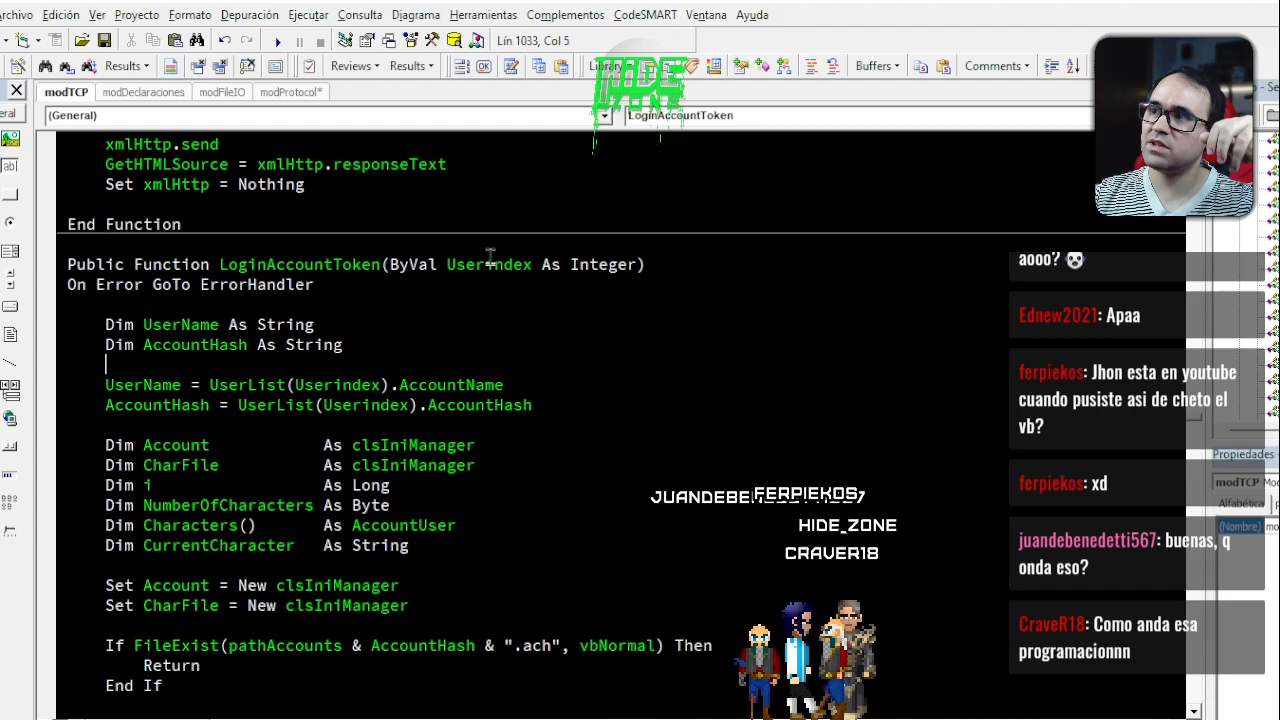 Archivo Edición Ver Proyecto Formato Depuración Ejecutar Consulta Diagrama Herramientas Complementos CodeSMART Ventana Ayuda
Lín 1033, Col 5
Results Reviews Results Library Buffers Comments
modTCP modDeclaraciones modFileIO modProtocol*
(General) LoginAccountToken
HIDE
ZONE
xmlHttp.send
GetHTMLSource = xmlHttp.responseText
Set xmlHttp = Nothing
End Function
Public Function LoginAccountToken(ByVal Userindex As Integer)
On Error GoTo ErrorHandler
Dim UserName As String
Dim AccountHash As String
UserName = UserList(Userindex).AccountName
AccountHash = UserList(Userindex).AccountHash
Dim Account As clsIniManager
Dim CharFile As clsIniManager
Dim i As Long
Dim NumberOfCharacters As Byte
Dim Characters() As AccountUser
Dim CurrentCharacter As String
Set Account = New clsIniManager
Set CharFile = New clsIniManager
If FileExist(pathAccounts & AccountHash & ".ach", vbNormal) Then
Return
End If
FERPIEKOS
HIDE_ZONE
CRAVER18
aooo?
Ednew2021: Apaa
ferpiekos: Jhon esta en youtube
cuando pusiste asi de cheto el
vb?
ferpiekos: xd
juandebenedetti567: buenas, q
onda eso?
CraveR18: Como anda esa
programacionnn
Propiedades -
modTCP
Alfabética
(Nombre)